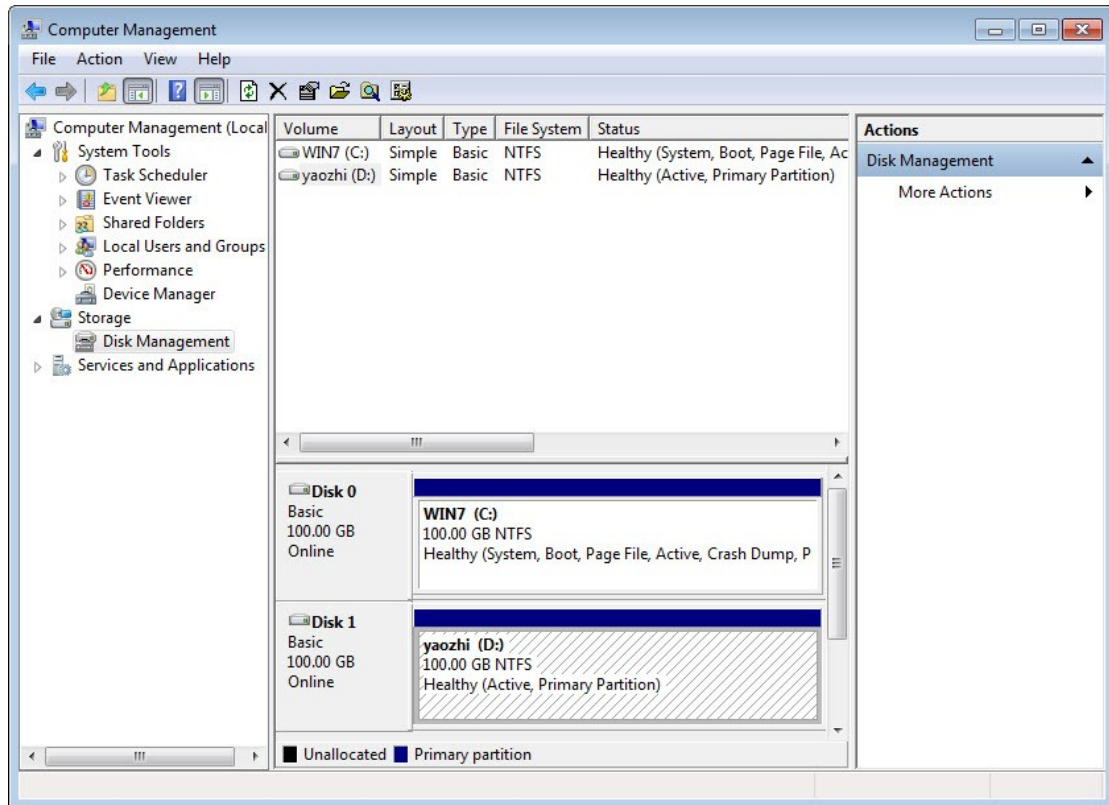 Computer Management
File Action View Help
Computer Management (Local
System Tools
Task Scheduler
Event Viewer
Shared Folders
Local Users and Groups
Performance
Device Manager
Storage
Disk Management
Services and Applications
Volume Layout Type File System Status
WIN7 (C:) Simple Basic NTFS Healthy (System, Boot, Page File, Ac
yaozhi (D:) Simple Basic NTFS Healthy (Active, Primary Partition)
Disk 0
Basic
100.00 GB
Online
WIN7 (C:)
100.00 GB NTFS
Healthy (System, Boot, Page File, Active, Crash Dump, P
Disk 1
Basic
100.00 GB
Online
yaozhi (D:)
100.00 GB NTFS
Healthy (Active, Primary Partition)
Unallocated Primary partition
Actions
Disk Management
More Actions